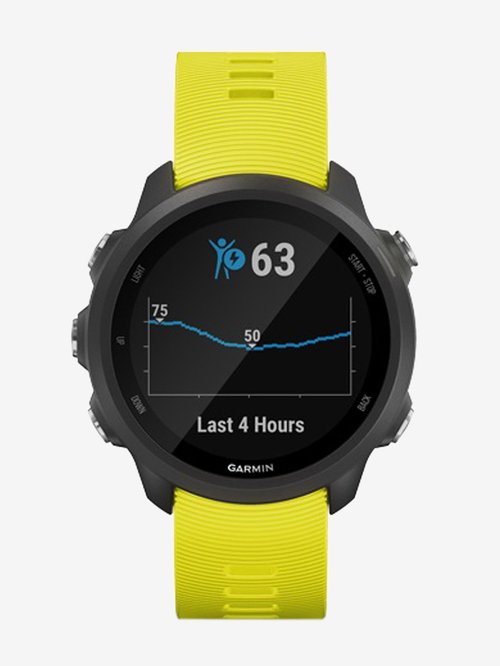 63
75
50
Last 4 Hours
GARMIN
LIGHT
UP
DOWN
START • STOP
BACK